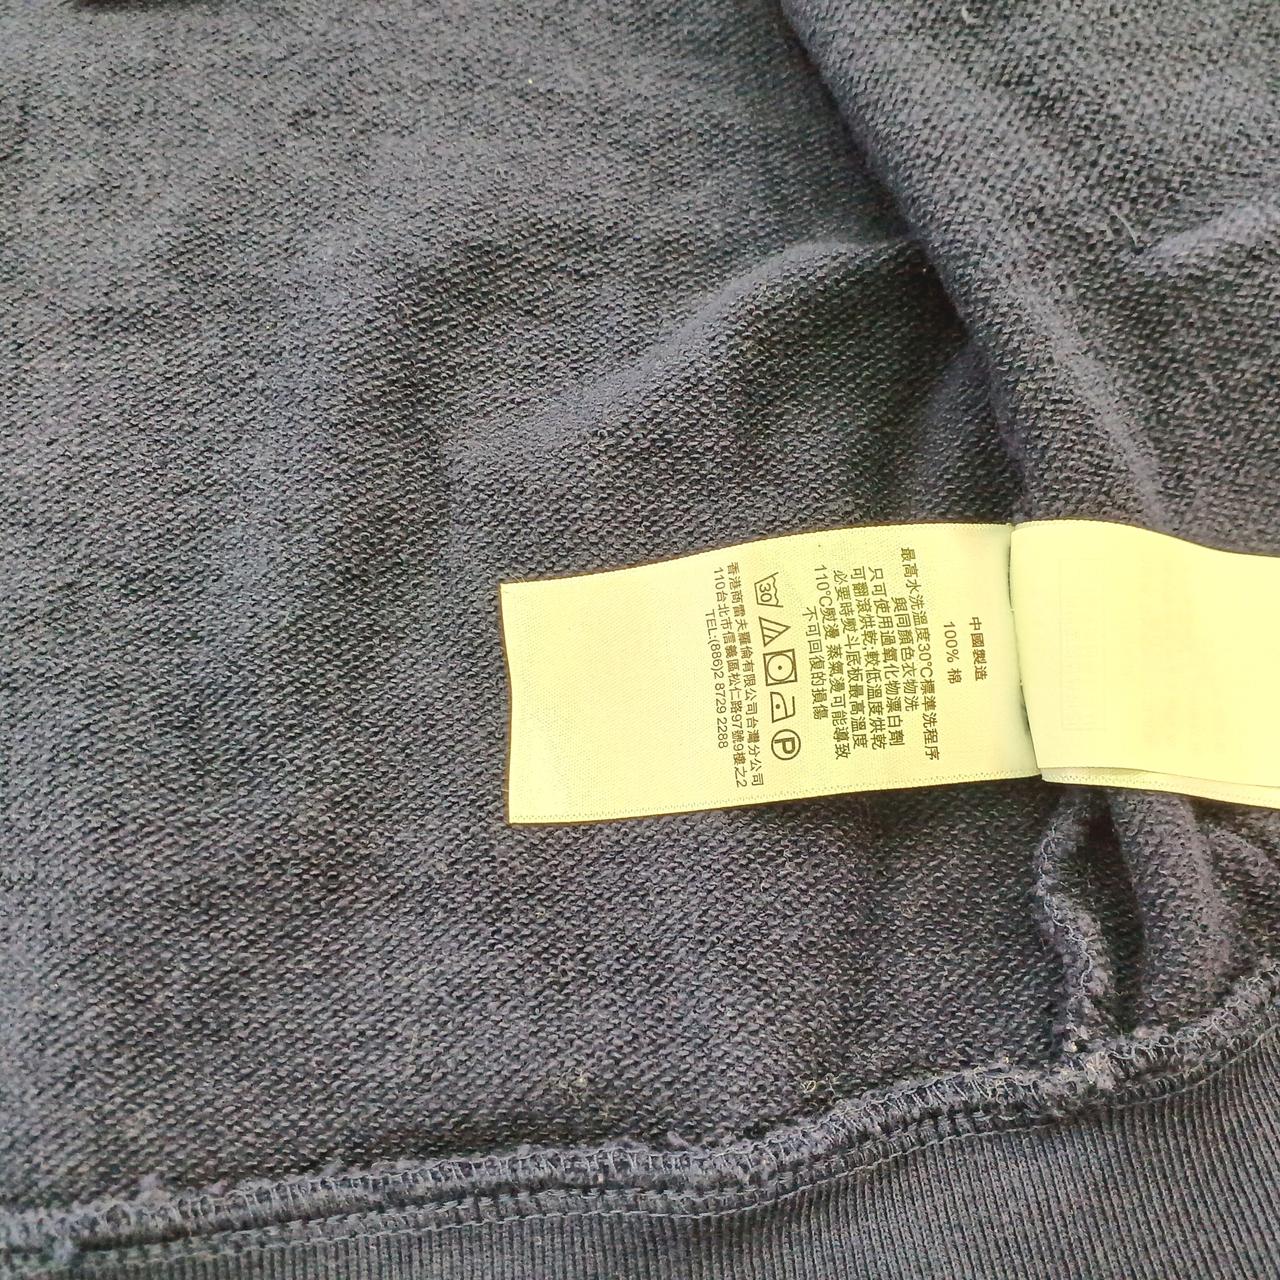 中國製造
100% 棉
最高水洗溫度30°C標準洗程序
與同顏色衣物洗
只可使用過氧化物漂白劑
可翻滾烘乾;較低溫度烘乾
必要時熨斗底板最高溫度
110°C熨燙 蒸氣燙可能導致
不可回復的損傷
30
P
香港商雷夫羅倫有限公司台灣分公司
110台北市信義區松仁路97號9樓之2
TEL:(886)2 8729 2288